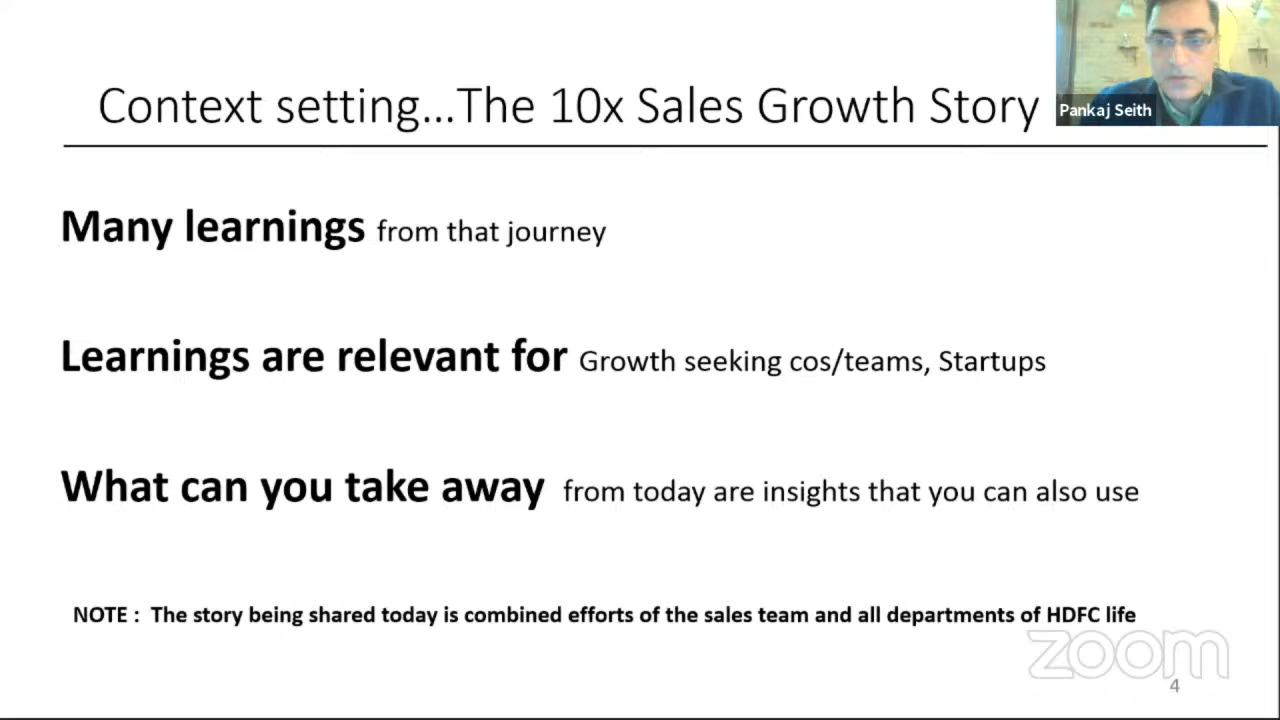 Context setting...The 10x Sales Growth Story
Pankaj Seith
Many learnings from that journey
Learnings are relevant for Growth seeking cos/teams, Startups
What can you take away from today are insights that you can also use
NOTE : The story being shared today is combined efforts of the sales team and all departments of HDFC life
zoom
4